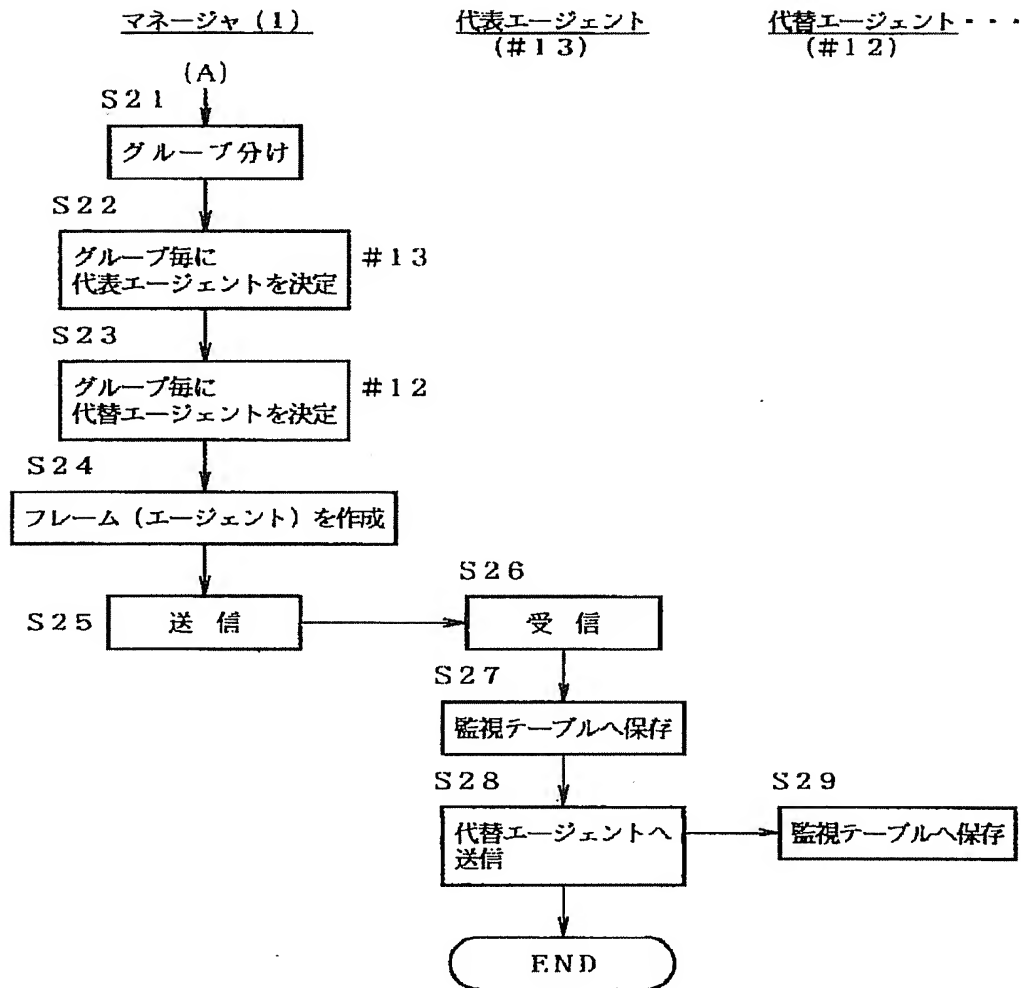 マネージャ(1)
代表エージェント
(#13)
代替エージェント・・・
(#12)
(A)
S21
グループ分け
S22
グループ毎に
代表エージェントを決定
#13
S23
グループ毎に
代替エージェントを決定
#12
S24
フレーム(エージェント)を作成
S25
送 信
S26
受 信
S27
監視テーブルへ保存
S28
代替エージェントへ
送信
S29
監視テーブルへ保存
END